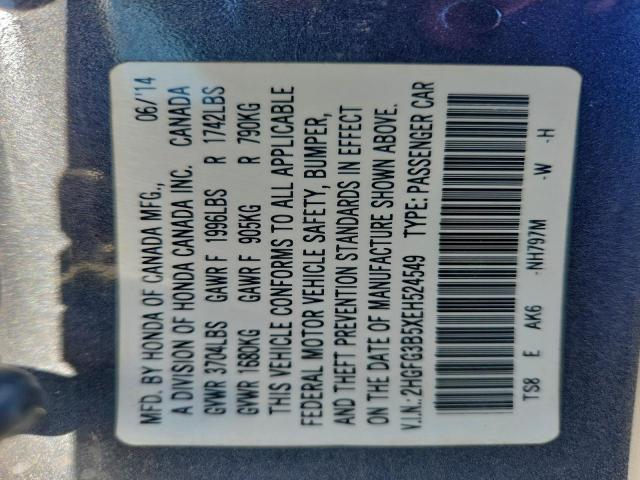 MFD. BY HONDA OF CANADA MFG., 06/14
A DIVISION OF HONDA CANADA INC. CANADA
GVWR 3704LBS GAWR F 1996LBS R 1742LBS
GVWR 1680KG GAWR F 905KG R 790KG
THIS VEHICLE CONFORMS TO ALL APPLICABLE
FEDERAL MOTOR VEHICLE SAFETY, BUMPER,
AND THEFT PREVENTION STANDARDS IN EFFECT
ON THE DATE OF MANUFACTURE SHOWN ABOVE.
V.I.N.: 2HGFG3B5XEH524549 TYPE: PASSENGER CAR
TS8 E AK6 -NH797M -W -H